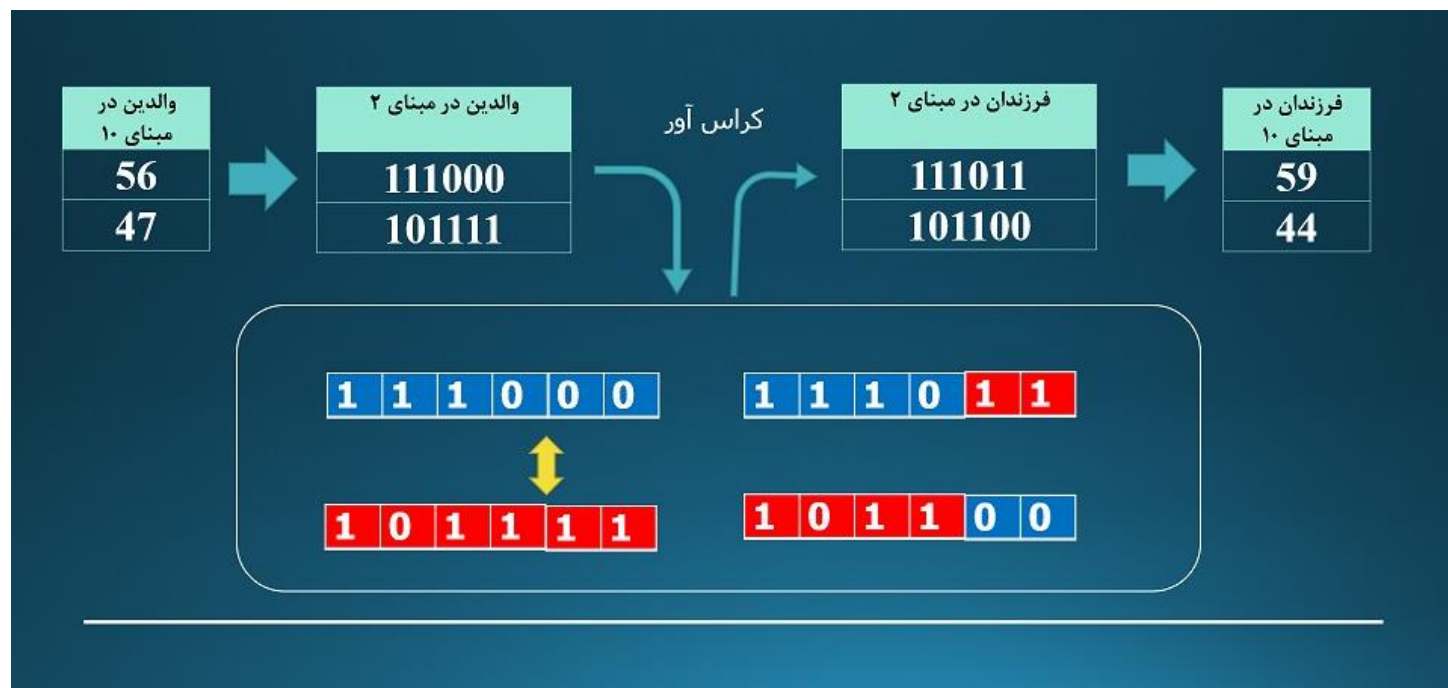 والدین در
مبنای ۱۰
56
47
والدین در مبنای ۲
111000
101111
کراس آور
فرزندان در مبنای ۲
111011
101100
فرزندان در
مبنای ۱۰
59
44
1 1 1 0 0 0
1 1 1 0 1 1
1 0 1 1 1 1
1 0 1 1 0 0